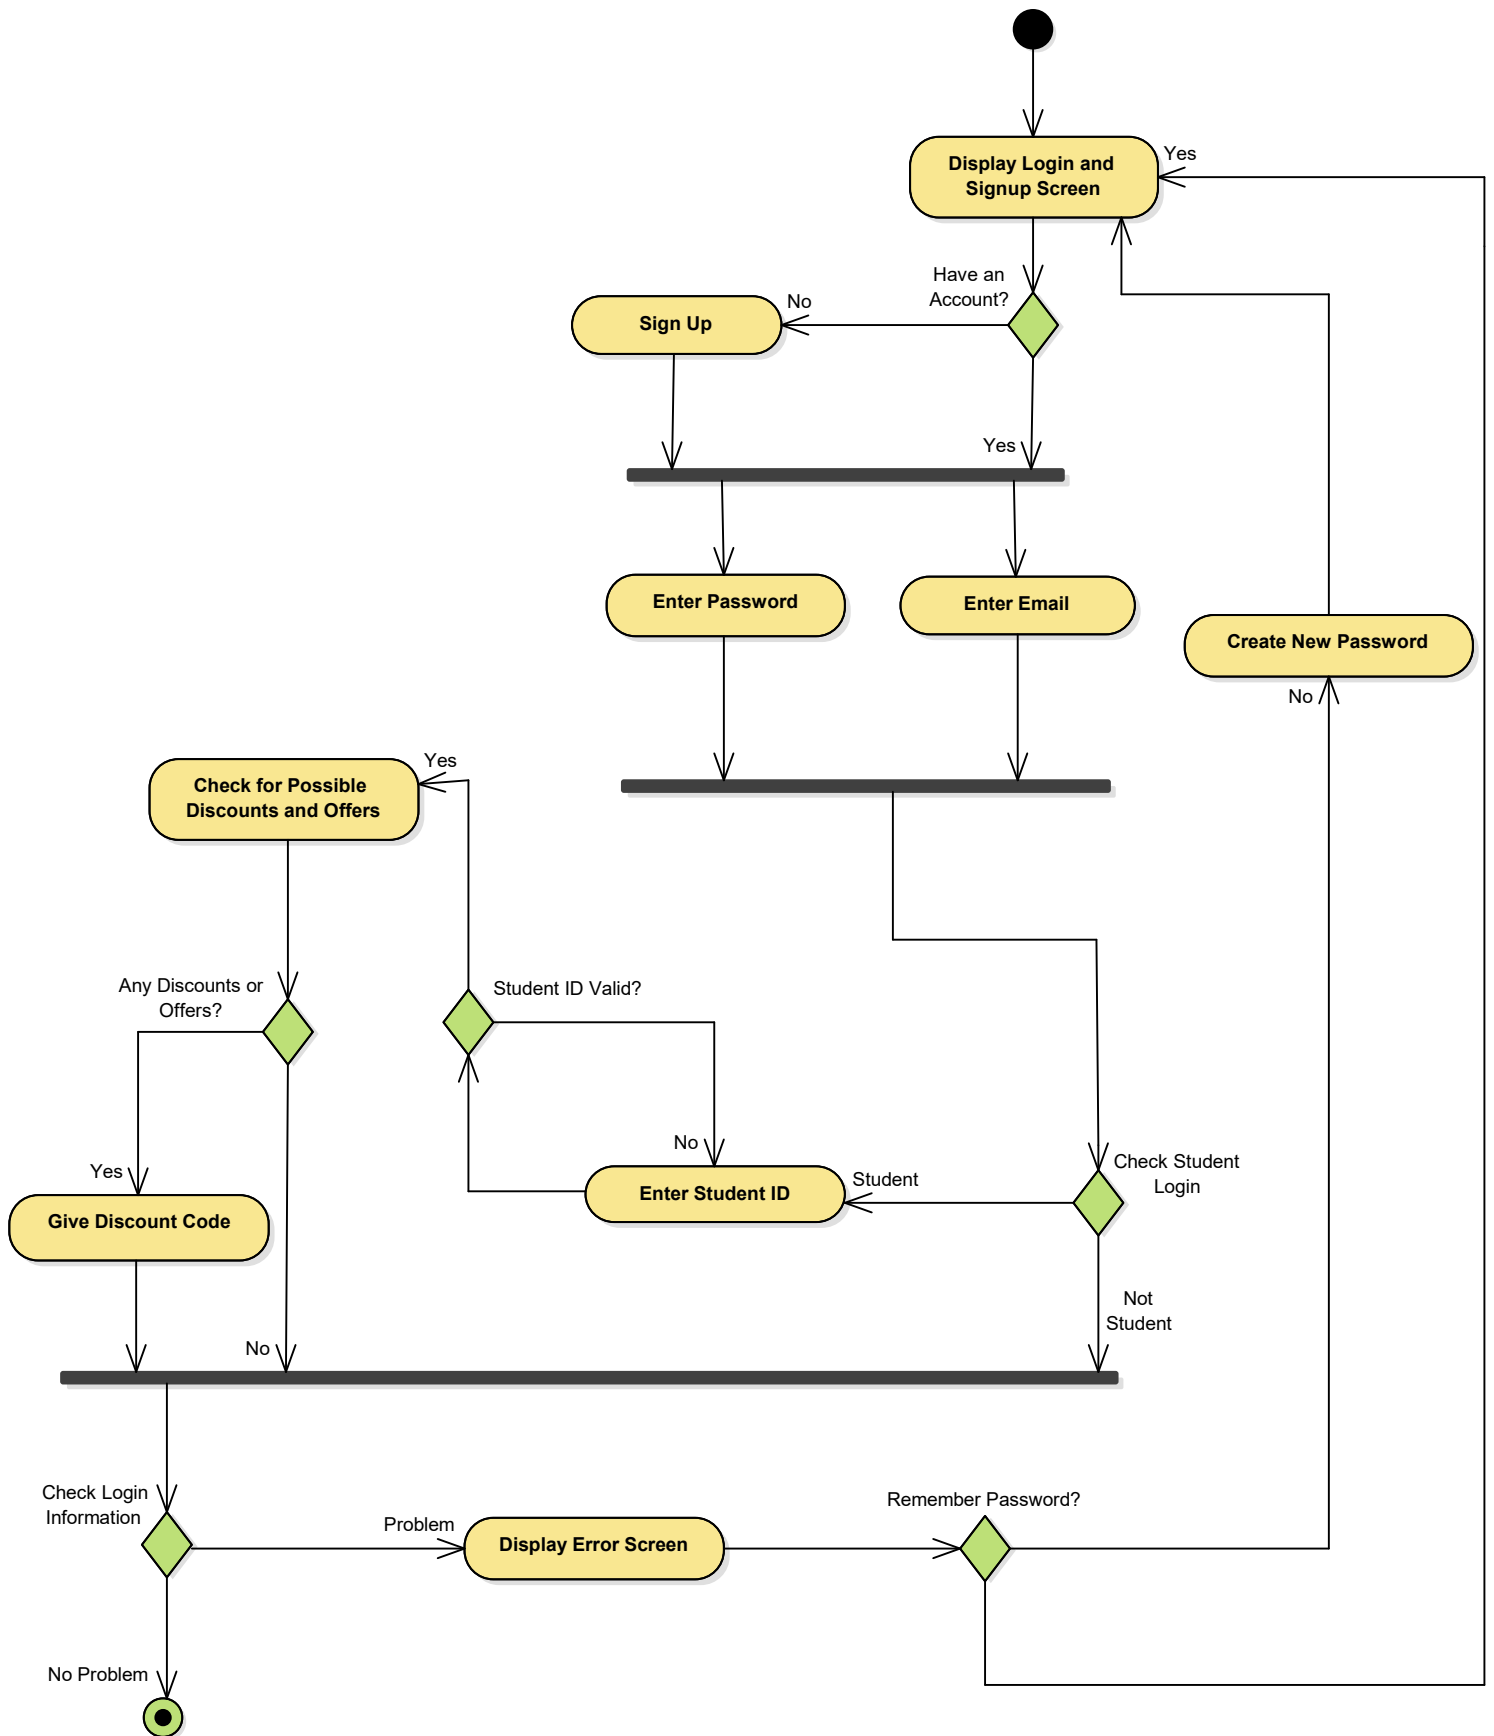 Display Login and
Signup Screen
Yes
Have an
Account?
No
Sign Up
Yes
Enter Password
Enter Email
Create New Password
No
Yes
Check for Possible
Discounts and Offers
Any Discounts or
Offers?
Student ID Valid?
No
Yes
Student
Check Student
Login
Enter Student ID
Give Discount Code
Not
Student
No
Check Login
Information
Problem
Display Error Screen
Remember Password?
No Problem